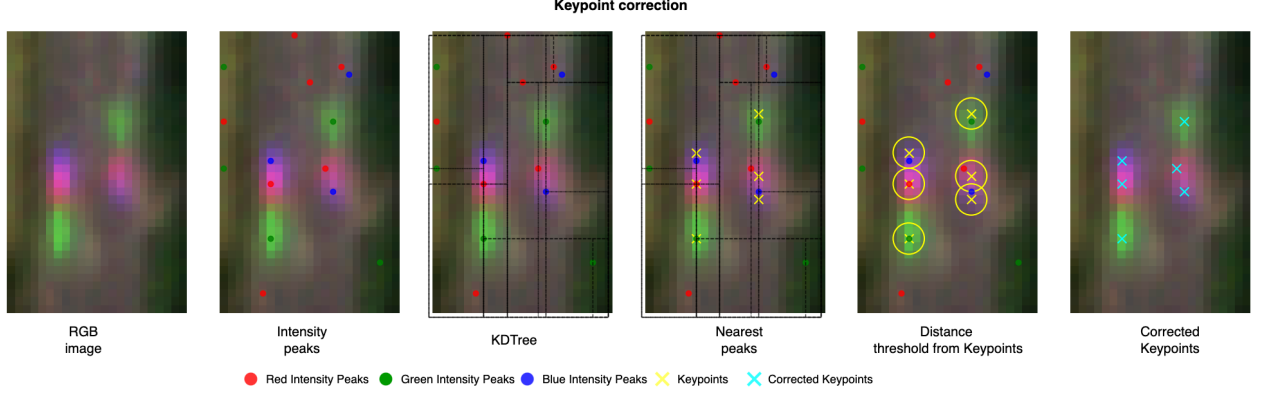 Keypoint correction
RGB
image
Intensity
peaks
KDTree
Nearest
peaks
Distance
threshold from Keypoints
Corrected
Keypoints
Red Intensity Peaks
Green Intensity Peaks
Blue Intensity Peaks
Keypoints
Corrected Keypoints